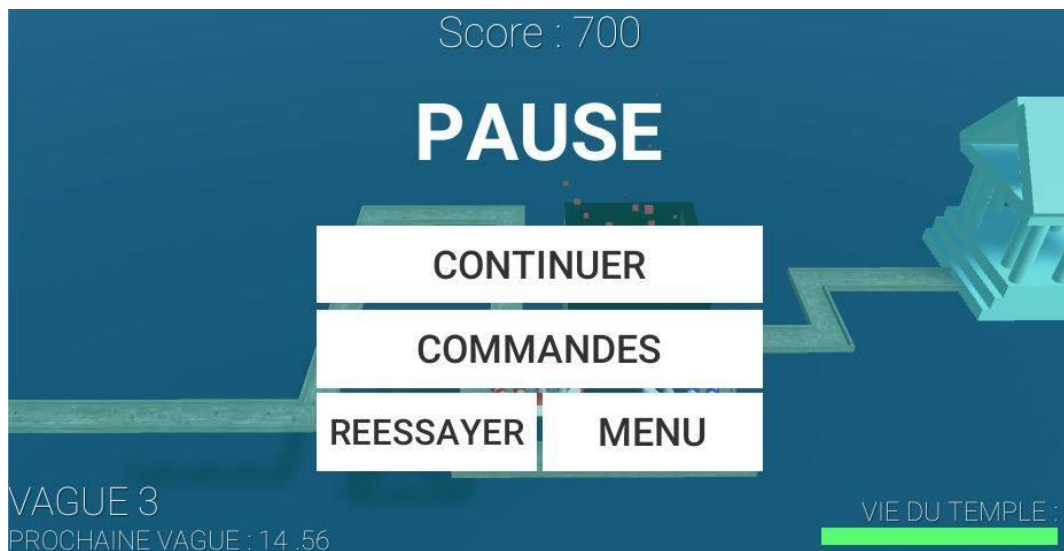 Score : 700
PAUSE
CONTINUER
COMMANDES
REESSAYER
MENU
VAGUE 3
PROCHAINE VAGUE : 14 .56
VIE DU TEMPLE :